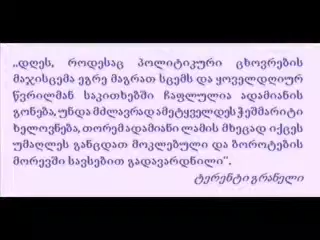 „დღეს, როდესაც პოლიტიკური ცხოვრების
მაჯისცემა ეგრე მაგრათ სცემს და ყოველდღიურ
წვრილმან საკითხებში ჩაფლულია ადამიანის
გონება, უნდა მძლავრად ამეტყველდეს ჭეშმარიტი
ხელოვნება, თორემ ადამიანი ლამის მხეცად იქცეს
უმაღლეს განცდათ მოკლებული და ბოროტების
მორევში სავსებით გადავარდნილი“.
ტერენტი გრანელი